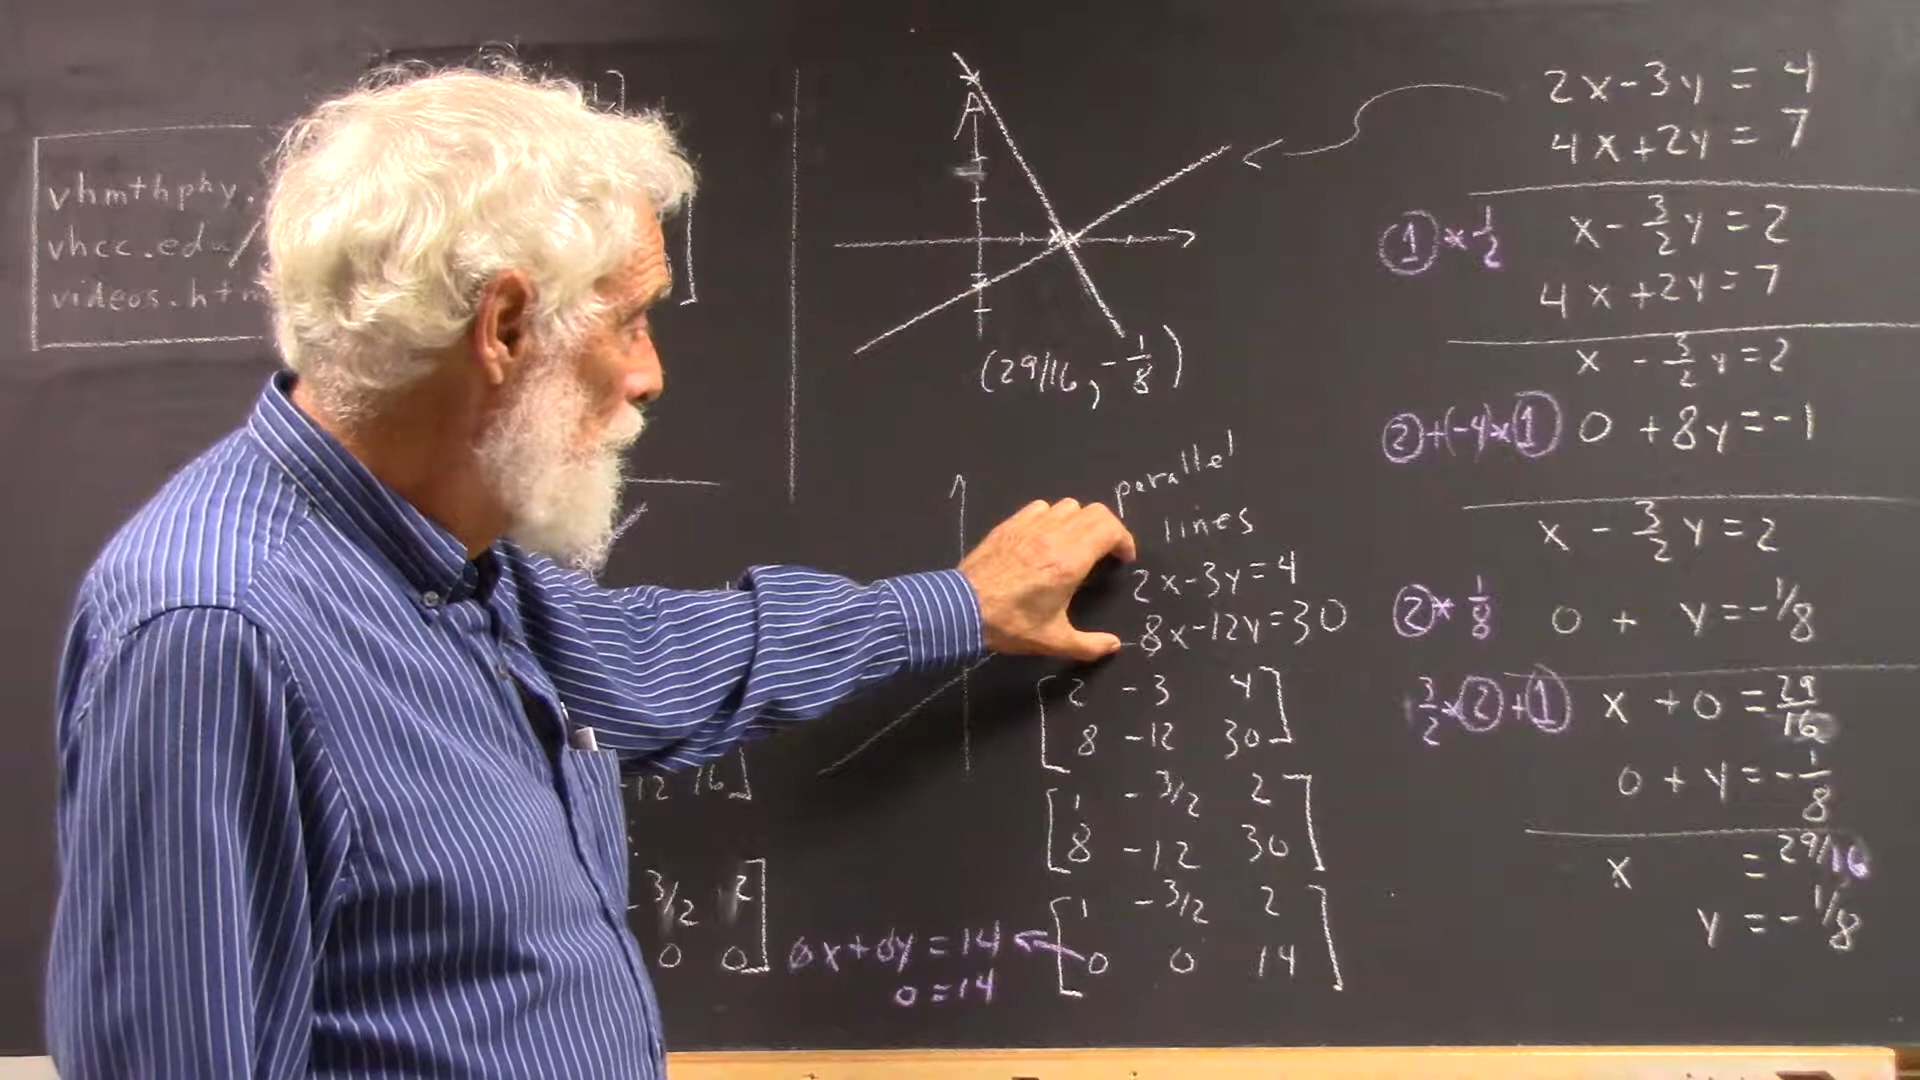 vhmthphy.
vhcc.edu/
videos.htm
(29/16, -1/8)
parallel
lines
2x-3y=4
8x-12y=30
[2 -3 4]
[8 -12 30]
[1 -3/2 2]
[8 -12 30]
[1 -3/2 2]
[0 0 14]
0x+0y=14
0=14
-12 16]
-3/2 2]
0 0]
2x-3y=4
4x+2y=7
①*1/2 x-3/2y=2
4x+2y=7
x-3/2y=2
②+(-4)*① 0+8y=-1
x-3/2y=2
②*1/8 0+y=-1/8
3/2*②+① x+0=29/16
0+y=-1/8
x =29/16
y=-1/8